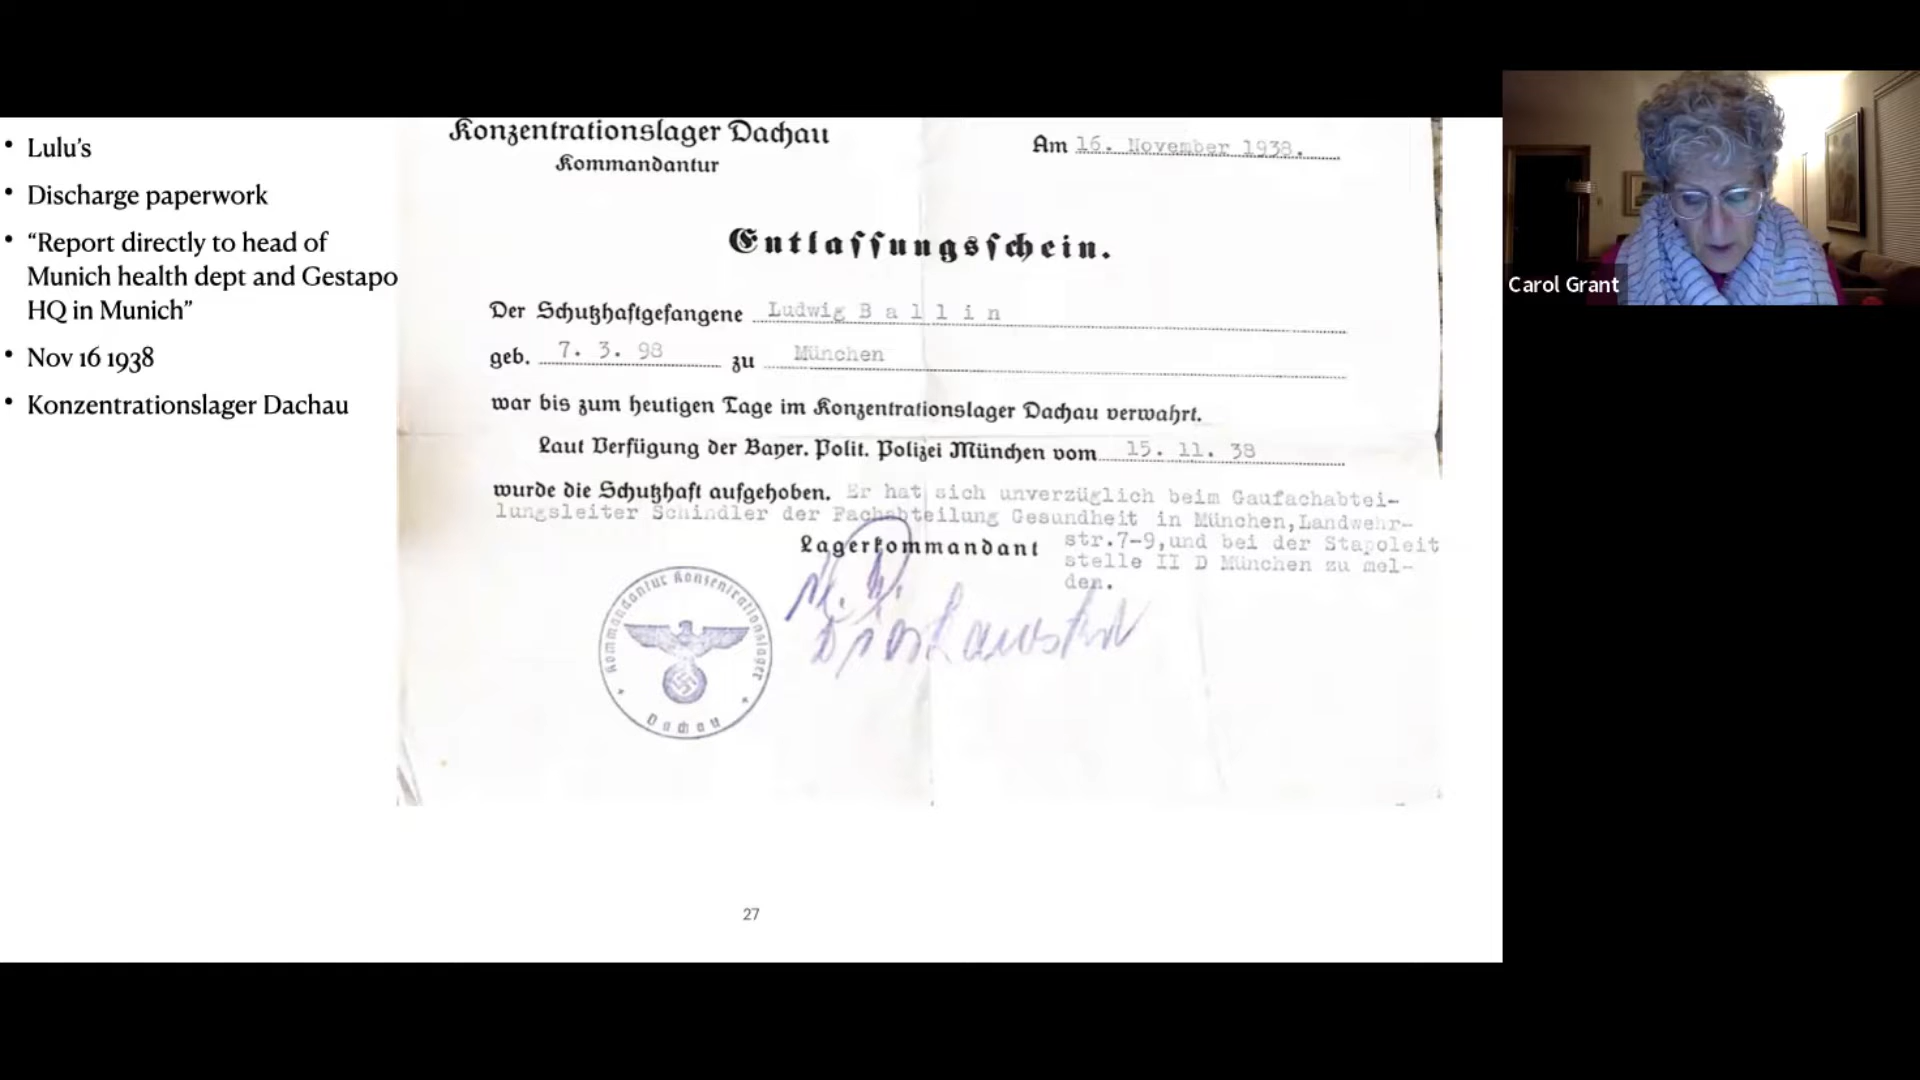 • Lulu’s
• Discharge paperwork
• “Report directly to head of
Munich health dept and Gestapo
HQ in Munich”
• Nov 16 1938
• Konzentrationslager Dachau
Konzentrationslager Dachau
Kommandantur
Am 16. November 1938.
Entlassungsschein.
Der Schutzhaftgefangene Ludwig Ballin
geb. 7. 3. 98 zu München
war bis zum heutigen Tage im Konzentrationslager Dachau verwahrt.
Laut Verfügung der Bayer. Polit. Polizei München vom 15. 11. 38
wurde die Schutzhaft aufgehoben. Er hat sich unverzüglich beim Gaufachabtei-
lungsleiter Schindler der Fachabteilung Gesundheit in München, Landwehr-
str.7-9, und bei der Stapoleit
stelle II D München zu mel-
den.
Lagerkommandant
Kommandantur Konzentrationslager
Dachau
27
Carol Grant